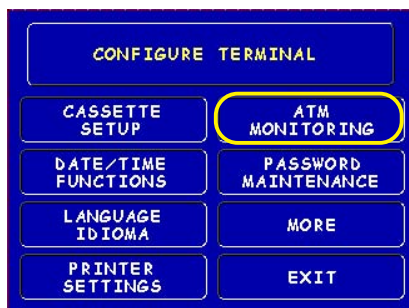 CONFIGURE TERMINAL
CASSETTE
SETUP
ATM
MONITORING
DATE/TIME
FUNCTIONS
PASSWORD
MAINTENANCE
LANGUAGE
IDIOMA
MORE
PRINTER
SETTINGS
EXIT